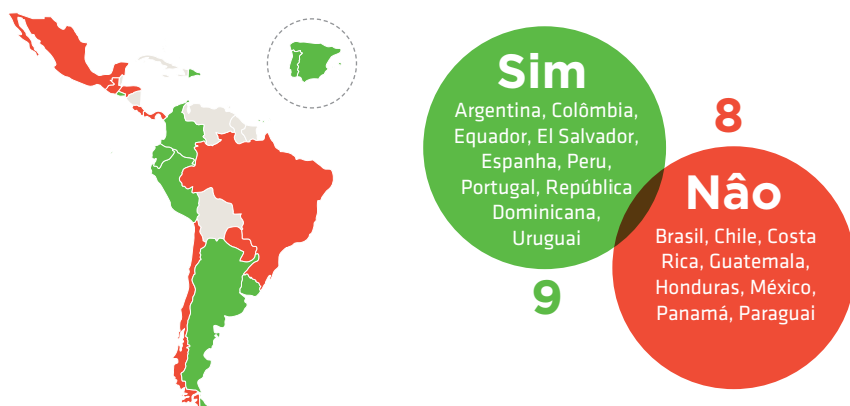 Sim
Argentina, Colômbia,
Equador, El Salvador,
Espanha, Peru,
Portugal, República
Dominicana,
Uruguai
9
8
Nâo
Brasil, Chile, Costa
Rica, Guatemala,
Honduras, México,
Panamá, Paraguai